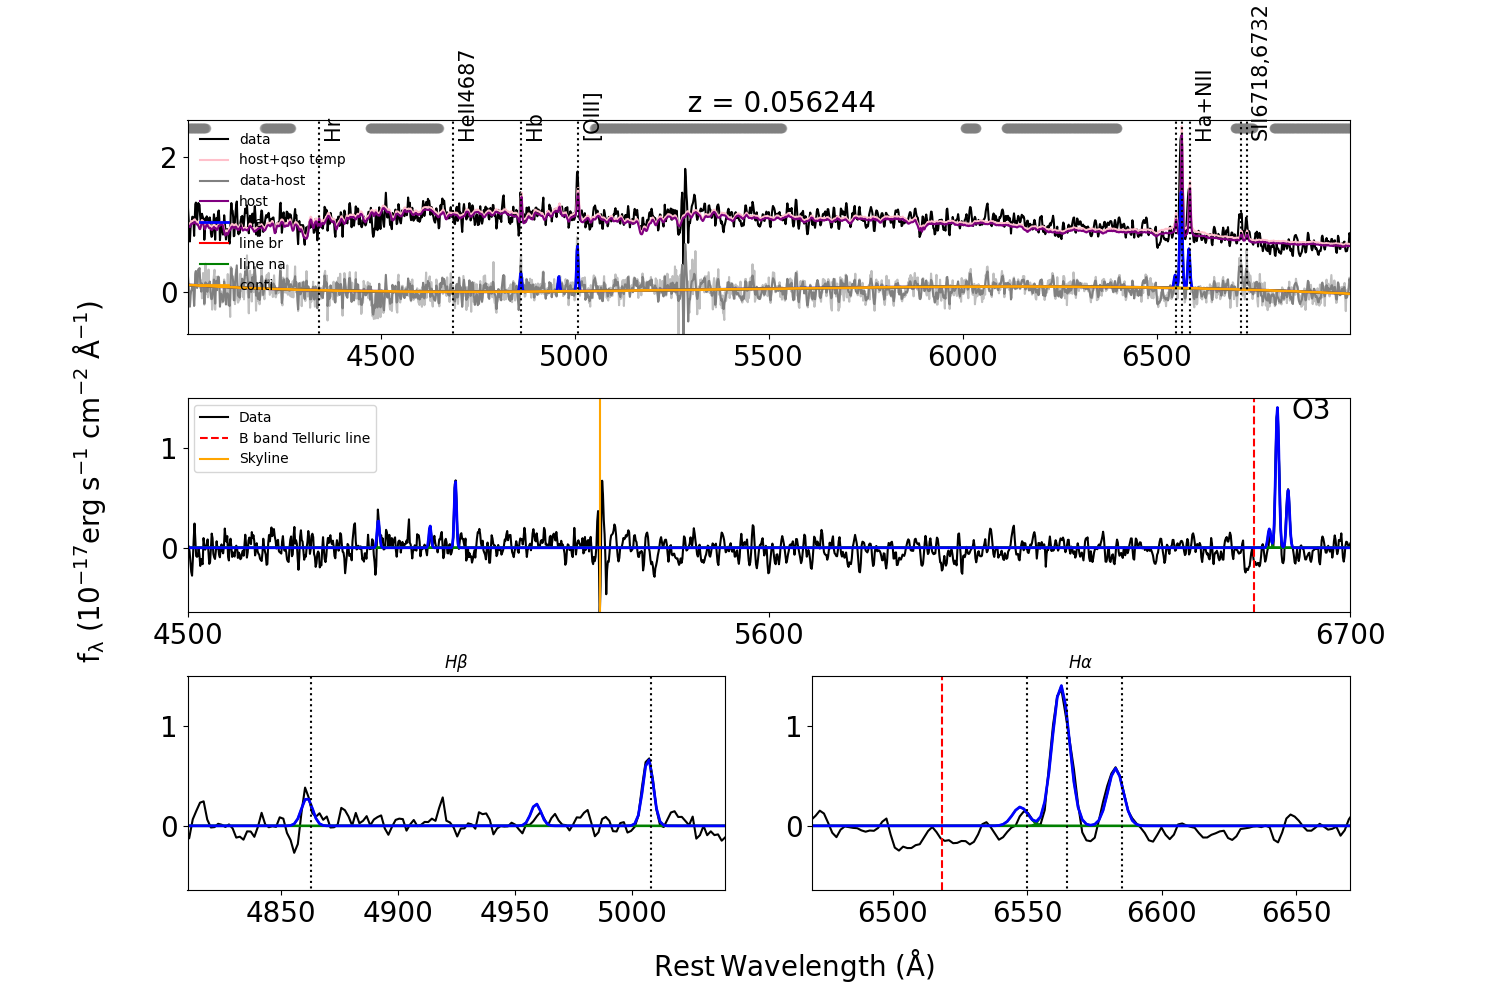 z = 0.056244
Hr
HeII4687
Hb
[OIII]
Ha+NII
SII6718,6732
data
host+qso temp
data-host
host
line br
line na
conti
2
0
4500 5000 5500 6000 6500
Data
B band Telluric line
Skyline
O3
1
0
4500 5600 6700
fλ (10−17erg s−1 cm−2 Å−1)
Hβ
1
0
4850 4900 4950 5000
Hα
1
0
6500 6550 6600 6650
Rest Wavelength (Å)